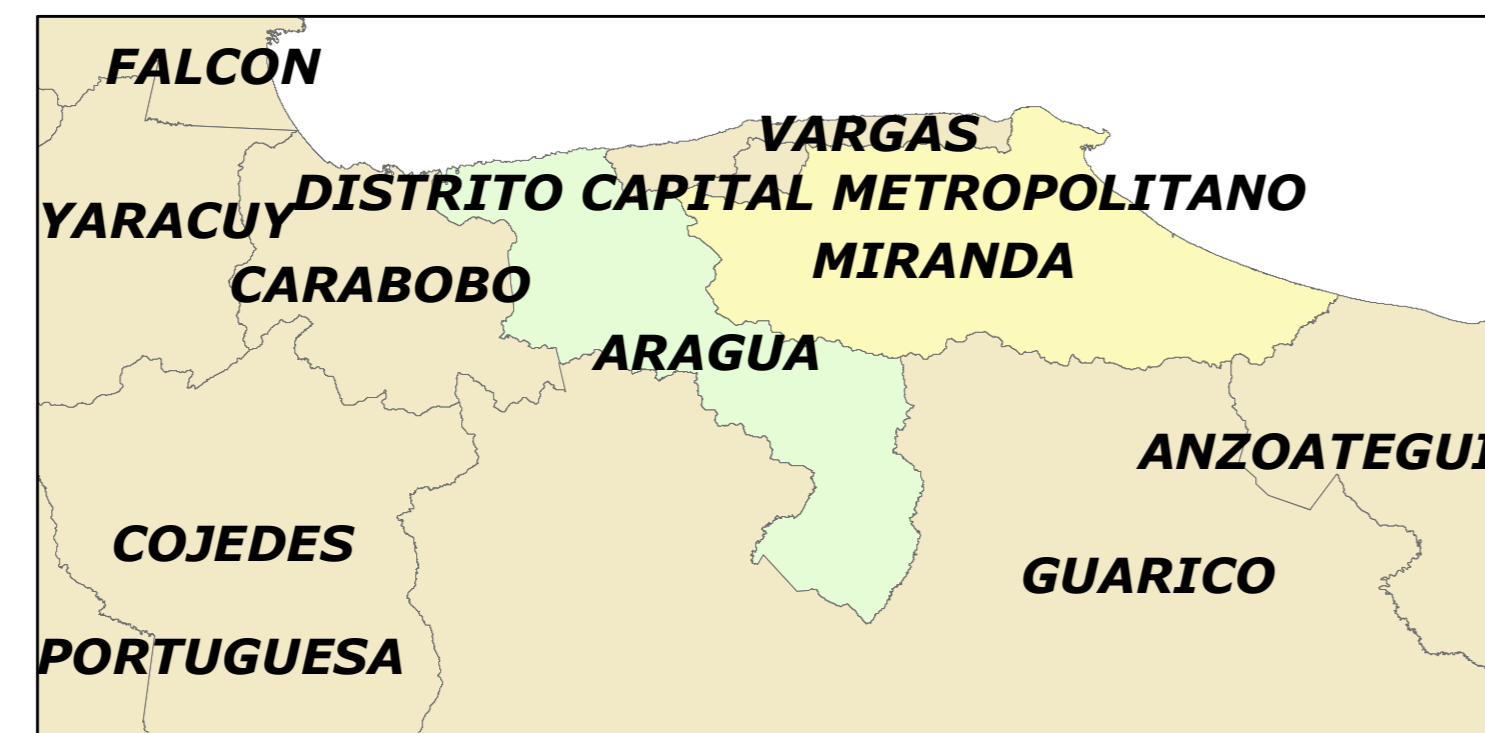 FALCON
VARGAS
DISTRITO CAPITAL METROPOLITANO
YARACUY
MIRANDA
CARABOBO
ARAGUA
ANZOATEGUI
COJEDES
GUARICO
PORTUGUESA